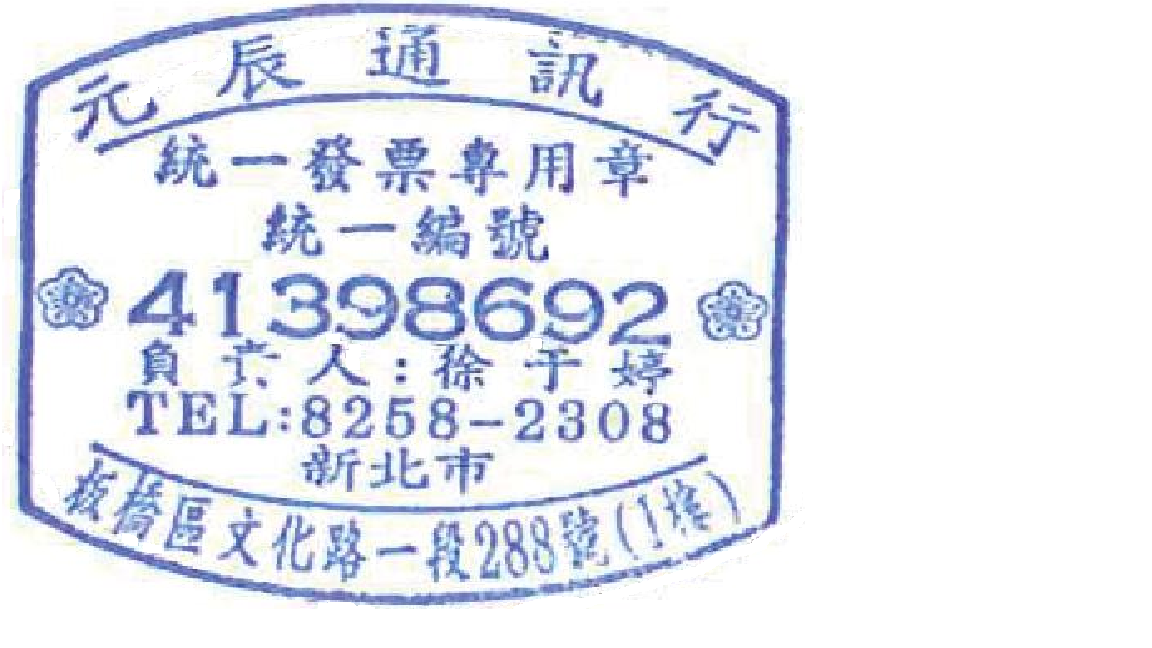 元辰通訊行
統一發票專用章
統一編號
41398692
負責人:徐于婷
TEL:8258-2308
新北市
板橋區文化路一段288號(1樓)